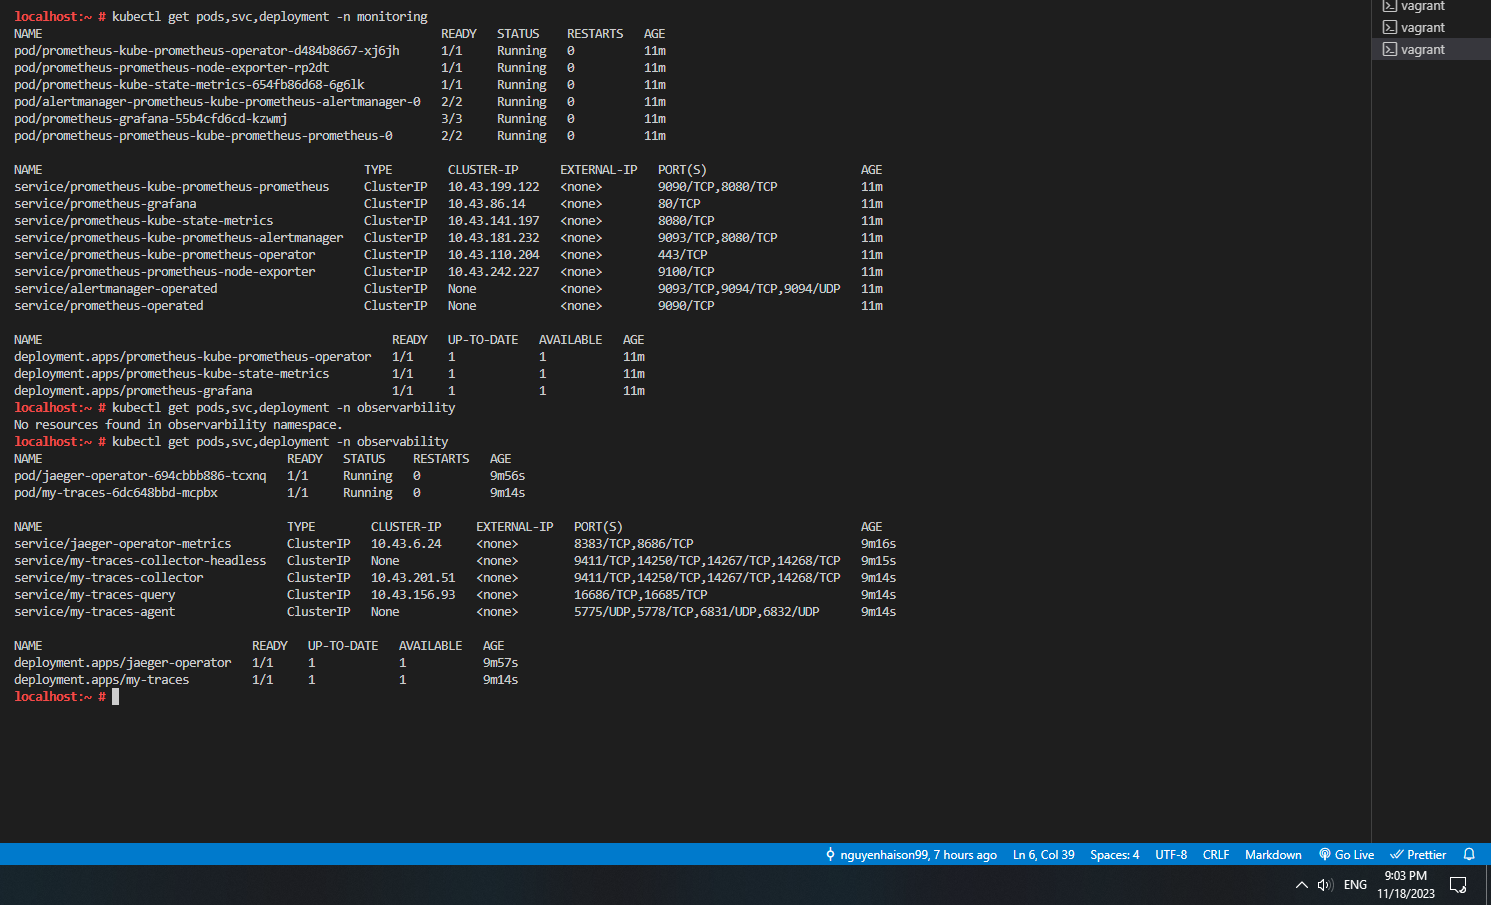 localhost:~ # kubectl get pods,svc,deployment -n monitoring
NAME READY STATUS RESTARTS AGE
pod/prometheus-kube-prometheus-operator-d484b8667-xj6jh 1/1 Running 0 11m
pod/prometheus-prometheus-node-exporter-rp2dt 1/1 Running 0 11m
pod/prometheus-kube-state-metrics-654fb86d68-6g6lk 1/1 Running 0 11m
pod/alertmanager-prometheus-kube-prometheus-alertmanager-0 2/2 Running 0 11m
pod/prometheus-grafana-55b4cfd6cd-kzwmj 3/3 Running 0 11m
pod/prometheus-prometheus-kube-prometheus-prometheus-0 2/2 Running 0 11m
NAME TYPE CLUSTER-IP EXTERNAL-IP PORT(S) AGE
service/prometheus-kube-prometheus-prometheus ClusterIP 10.43.199.122 <none> 9090/TCP,8080/TCP 11m
service/prometheus-grafana ClusterIP 10.43.86.14 <none> 80/TCP 11m
service/prometheus-kube-state-metrics ClusterIP 10.43.141.197 <none> 8080/TCP 11m
service/prometheus-kube-prometheus-alertmanager ClusterIP 10.43.181.232 <none> 9093/TCP,8080/TCP 11m
service/prometheus-kube-prometheus-operator ClusterIP 10.43.110.204 <none> 443/TCP 11m
service/prometheus-prometheus-node-exporter ClusterIP 10.43.242.227 <none> 9100/TCP 11m
service/alertmanager-operated ClusterIP None <none> 9093/TCP,9094/TCP,9094/UDP 11m
service/prometheus-operated ClusterIP None <none> 9090/TCP 11m
NAME READY UP-TO-DATE AVAILABLE AGE
deployment.apps/prometheus-kube-prometheus-operator 1/1 1 1 11m
deployment.apps/prometheus-kube-state-metrics 1/1 1 1 11m
deployment.apps/prometheus-grafana 1/1 1 1 11m
localhost:~ # kubectl get pods,svc,deployment -n observarbility
No resources found in observarbility namespace.
localhost:~ # kubectl get pods,svc,deployment -n observability
NAME READY STATUS RESTARTS AGE
pod/jaeger-operator-694cbbb886-tcxnq 1/1 Running 0 9m56s
pod/my-traces-6dc648bbd-mcpbx 1/1 Running 0 9m14s
NAME TYPE CLUSTER-IP EXTERNAL-IP PORT(S) AGE
service/jaeger-operator-metrics ClusterIP 10.43.6.24 <none> 8383/TCP,8686/TCP 9m16s
service/my-traces-collector-headless ClusterIP None <none> 9411/TCP,14250/TCP,14267/TCP,14268/TCP 9m15s
service/my-traces-collector ClusterIP 10.43.201.51 <none> 9411/TCP,14250/TCP,14267/TCP,14268/TCP 9m14s
service/my-traces-query ClusterIP 10.43.156.93 <none> 16686/TCP,16685/TCP 9m14s
service/my-traces-agent ClusterIP None <none> 5775/UDP,5778/TCP,6831/UDP,6832/UDP 9m14s
NAME READY UP-TO-DATE AVAILABLE AGE
deployment.apps/jaeger-operator 1/1 1 1 9m57s
deployment.apps/my-traces 1/1 1 1 9m14s
localhost:~ #
vagrant
vagrant
vagrant
nguyenhaison99, 7 hours ago Ln 6, Col 39 Spaces: 4 UTF-8 CRLF Markdown Go Live Prettier
ENG
9:03 PM
11/18/2023